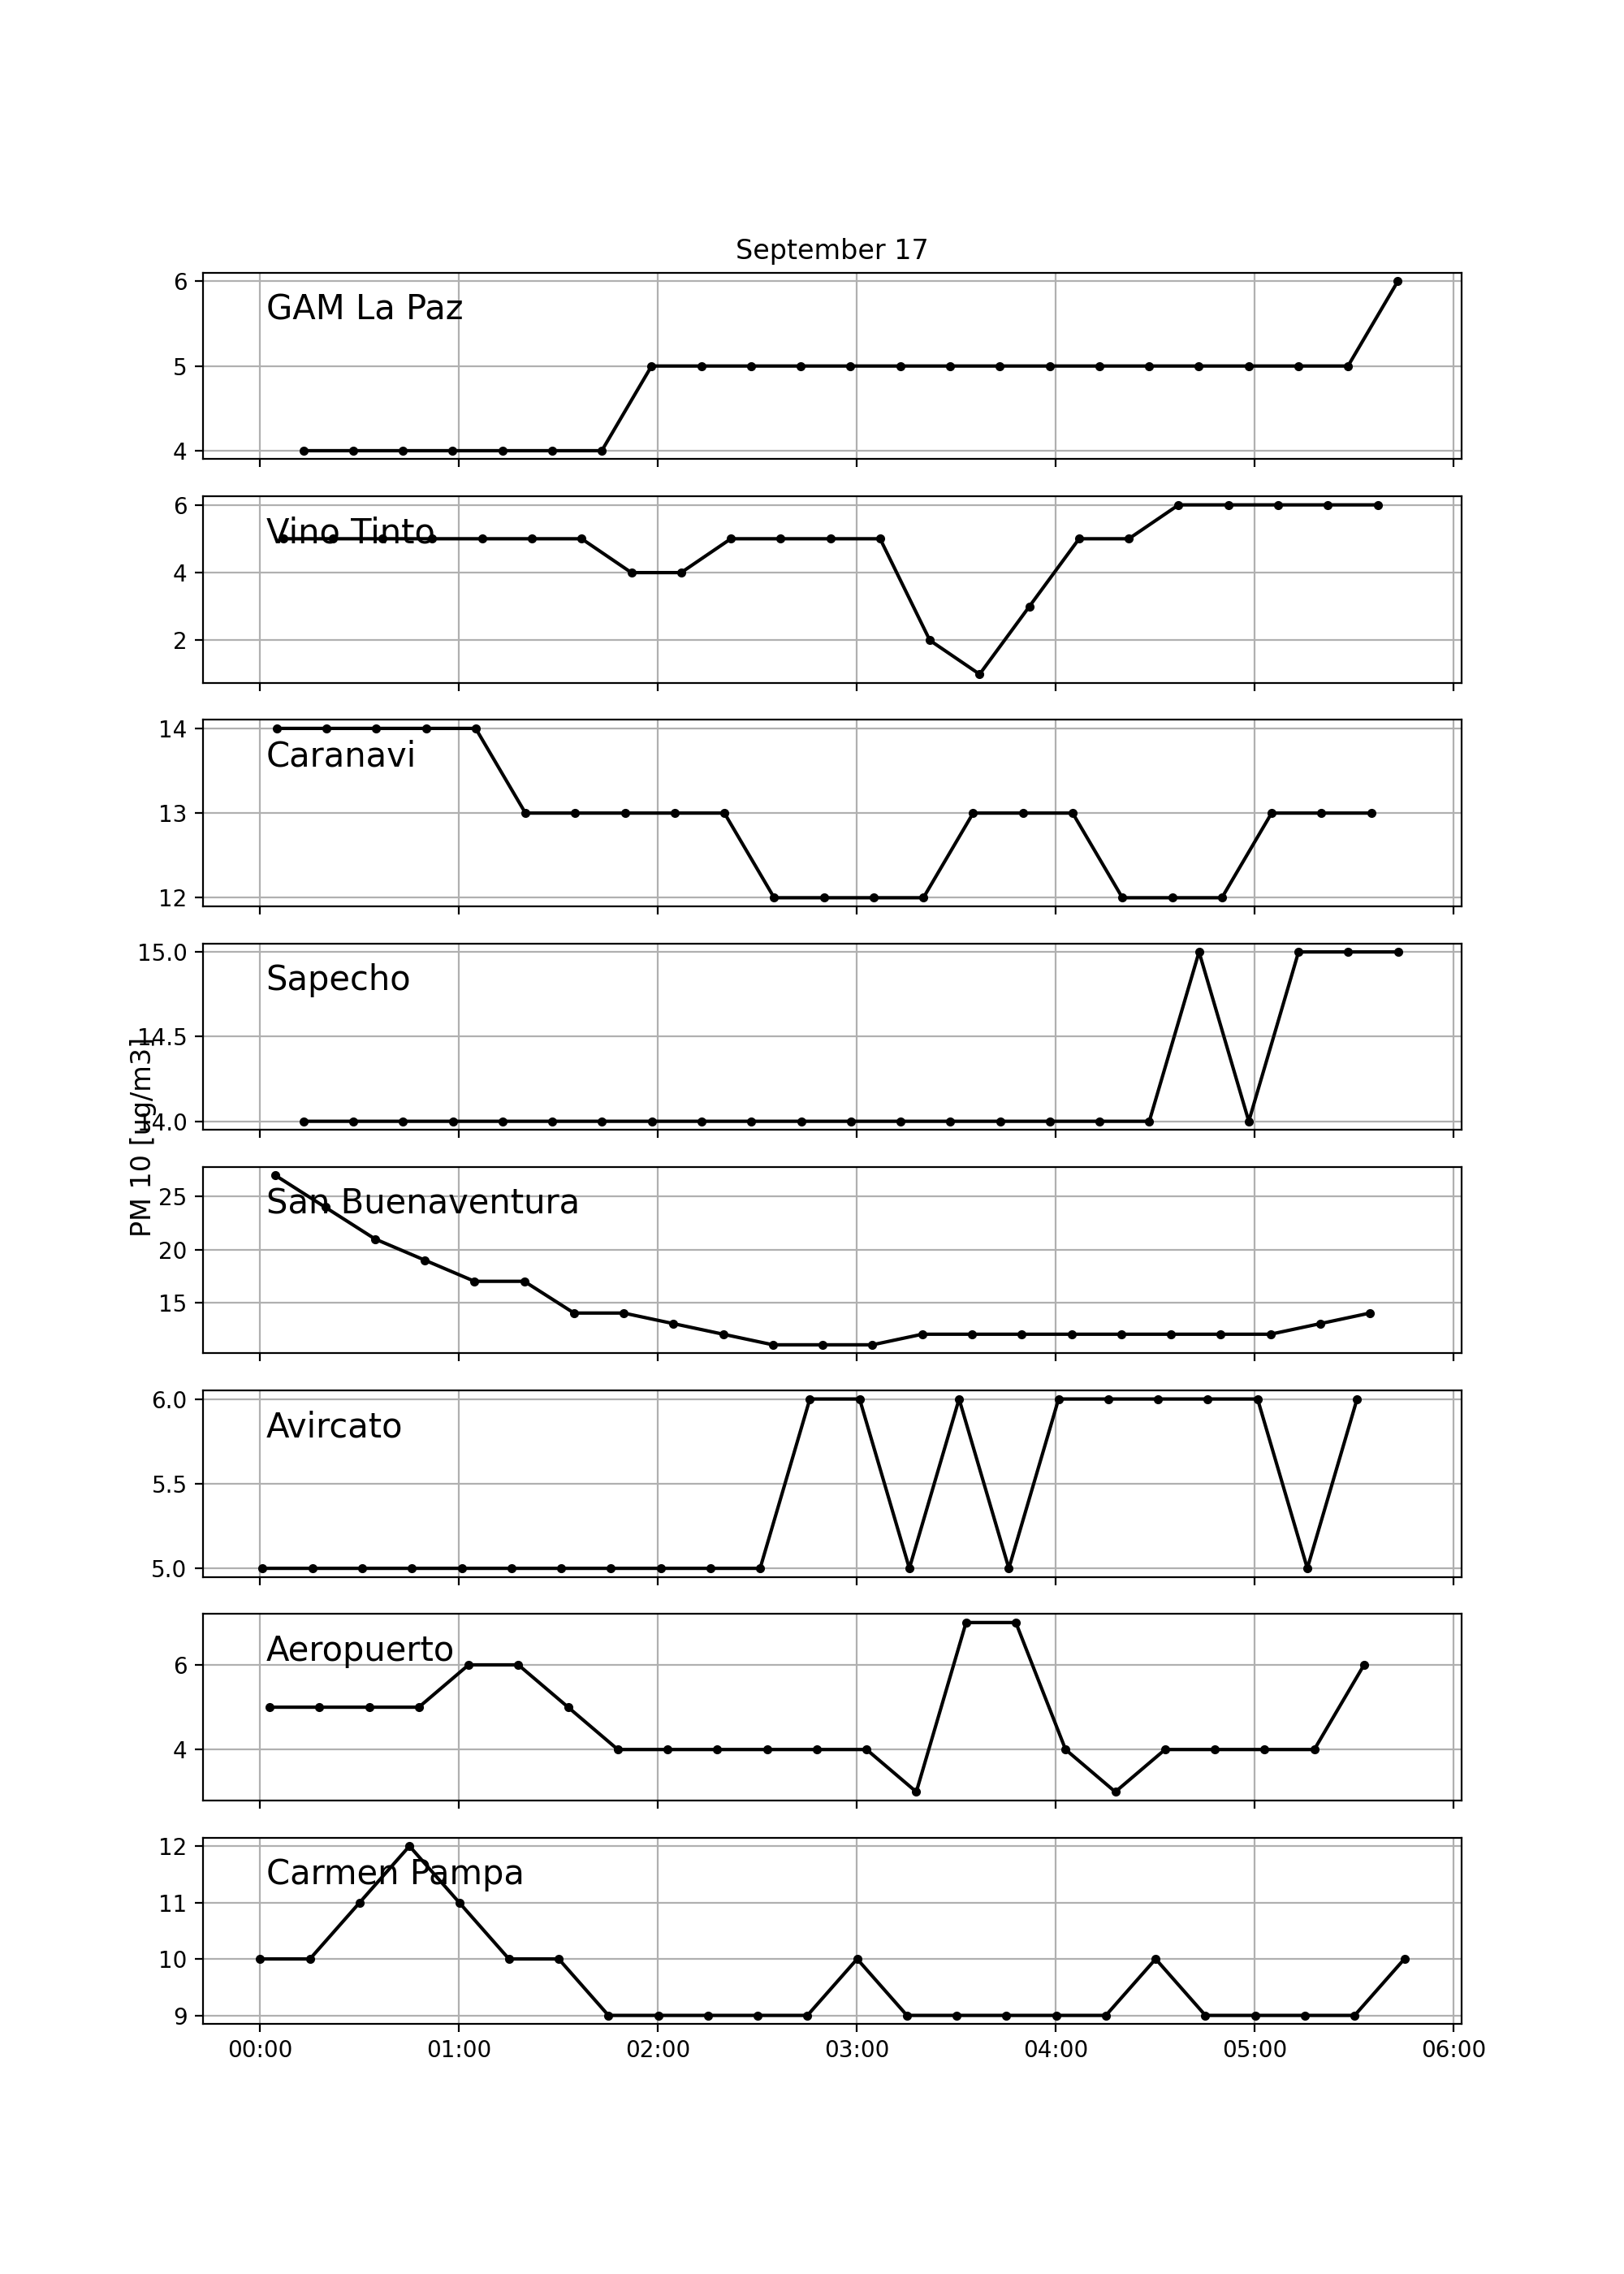 September 17
6
GAM La Paz
5
4
6
Vino Tinto
4
2
14
Caranavi
13
12
15.0
Sapecho
14.5
14.0
PM 10 [ug/m3]
25
San Buenaventura
20
15
6.0
Avircato
5.5
5.0
Aeropuerto
6
4
12
Carmen Pampa
11
10
9
00:00 01:00 02:00 03:00 04:00 05:00 06:00